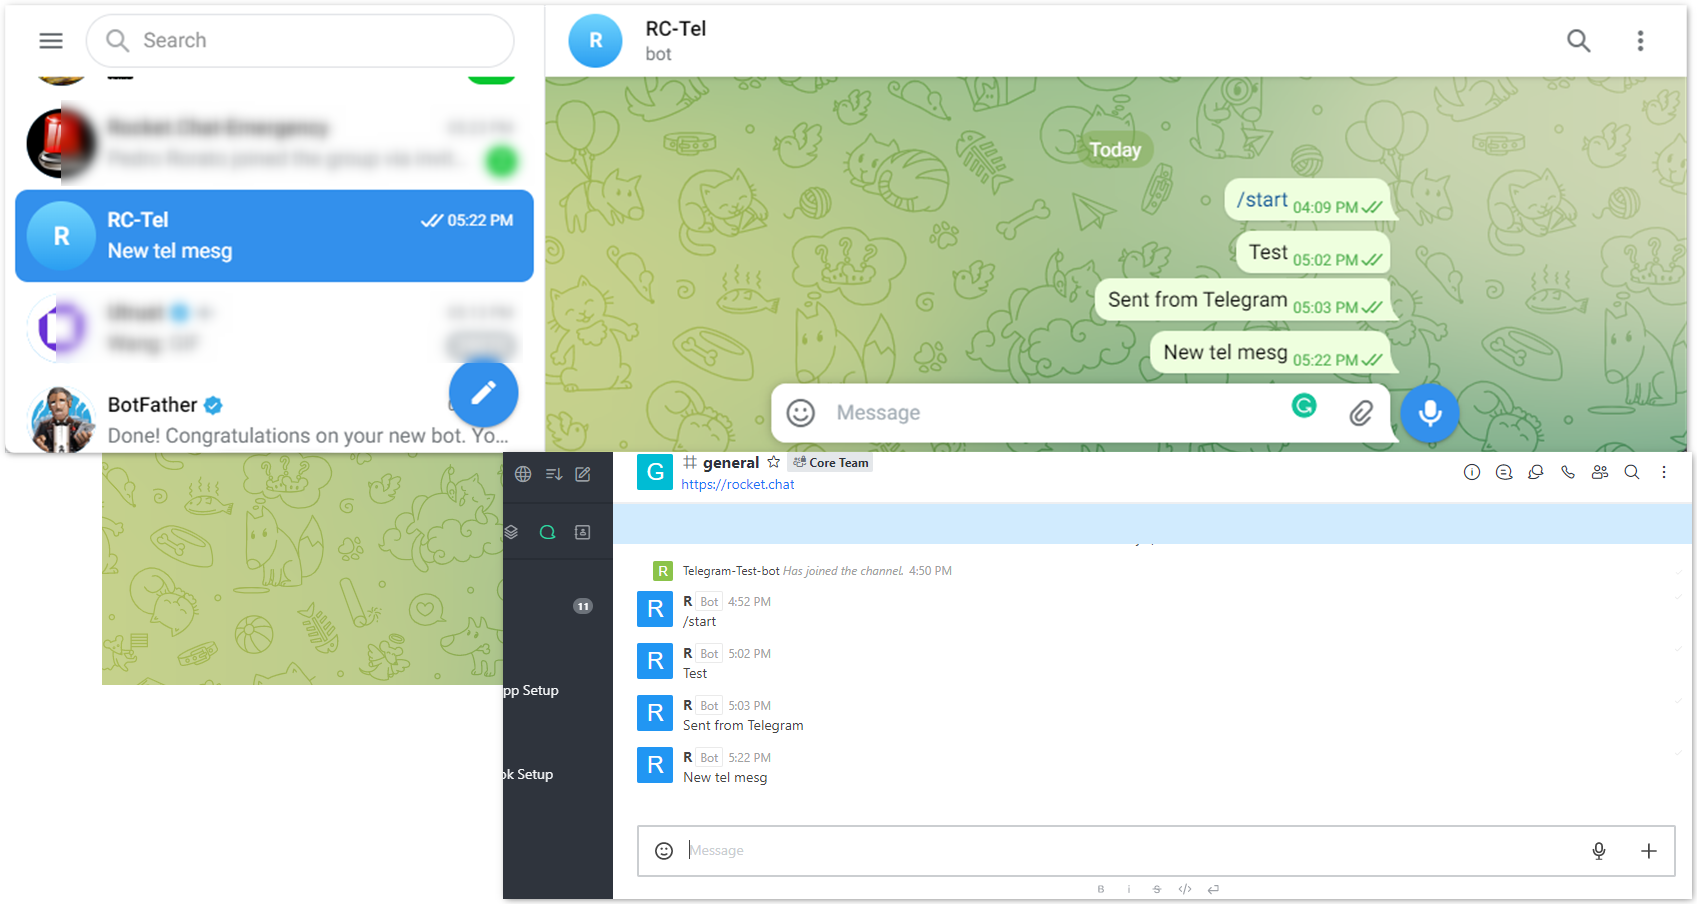 Search
RC-Tel
05:22 PM
New tel mesg
BotFather
Done! Congratulations on your new bot. Yo...
R
R
RC-Tel
bot
Today
/start 04:09 PM
Test 05:02 PM
Sent from Telegram 05:03 PM
New tel mesg 05:22 PM
Message
G
general
Core Team
https://rocket.chat
11
pp Setup
ok Setup
R
Telegram-Test-bot Has joined the channel. 4:50 PM
R
R Bot 4:52 PM
/start
R
R Bot 5:02 PM
Test
R
R Bot 5:03 PM
Sent from Telegram
R
R Bot 5:22 PM
New tel mesg
Message
B i S </>